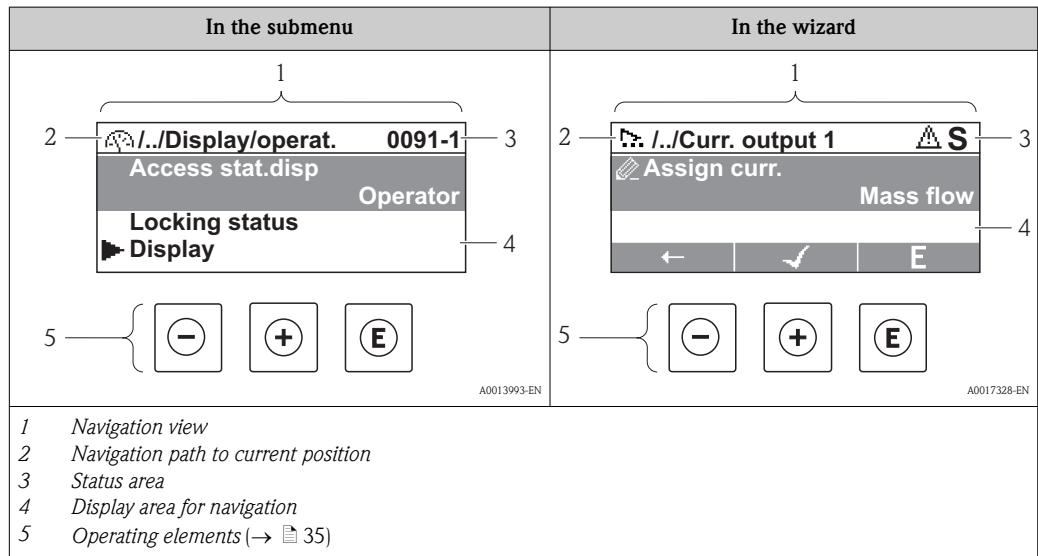 In the submenu
In the wizard
1
2
/../Display/operat. 0091-1
3
Access stat.disp
Operator
Locking status
Display
4
5
- + E
A0013993-EN
1
2
/../Curr. output 1 S
3
Assign curr.
Mass flow
4
← ✓ E
5
- + E
A0017328-EN
1 Navigation view
2 Navigation path to current position
3 Status area
4 Display area for navigation
5 Operating elements (→ 35)